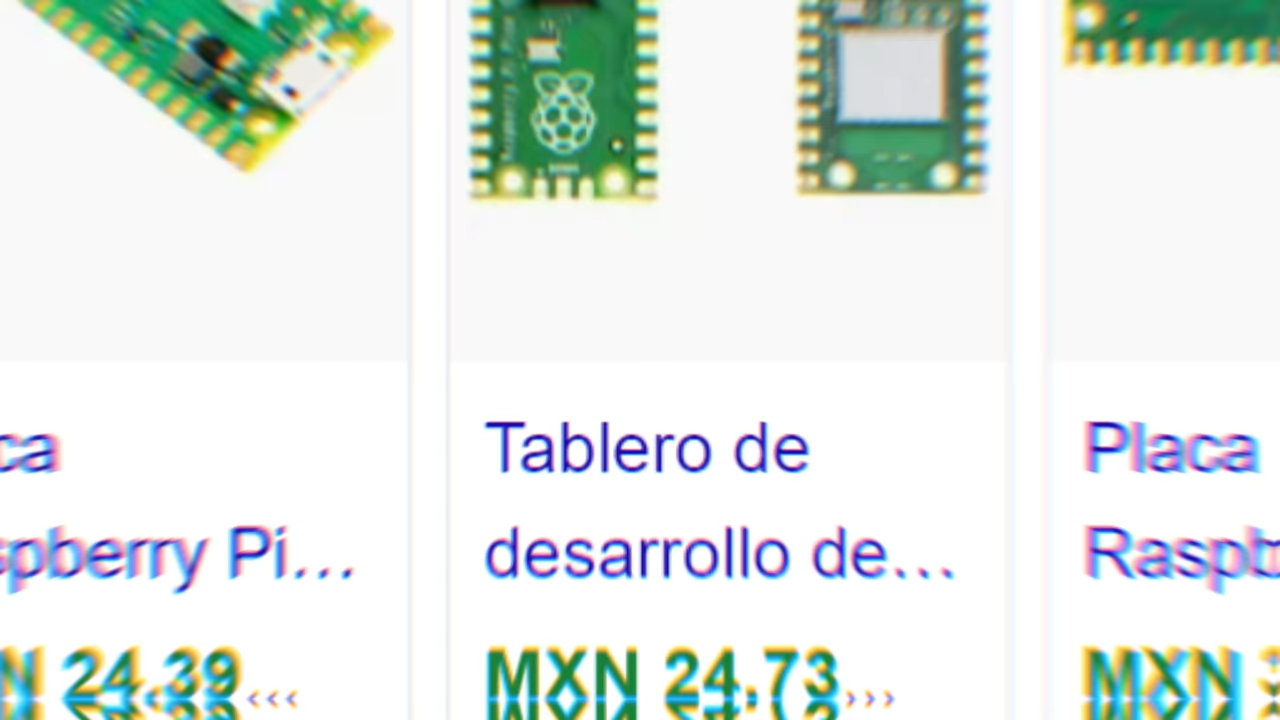 ca
spberry Pi...
N 24.39...
Tablero de
desarrollo de...
MXN 24.73...
Placa
Raspb
MXN